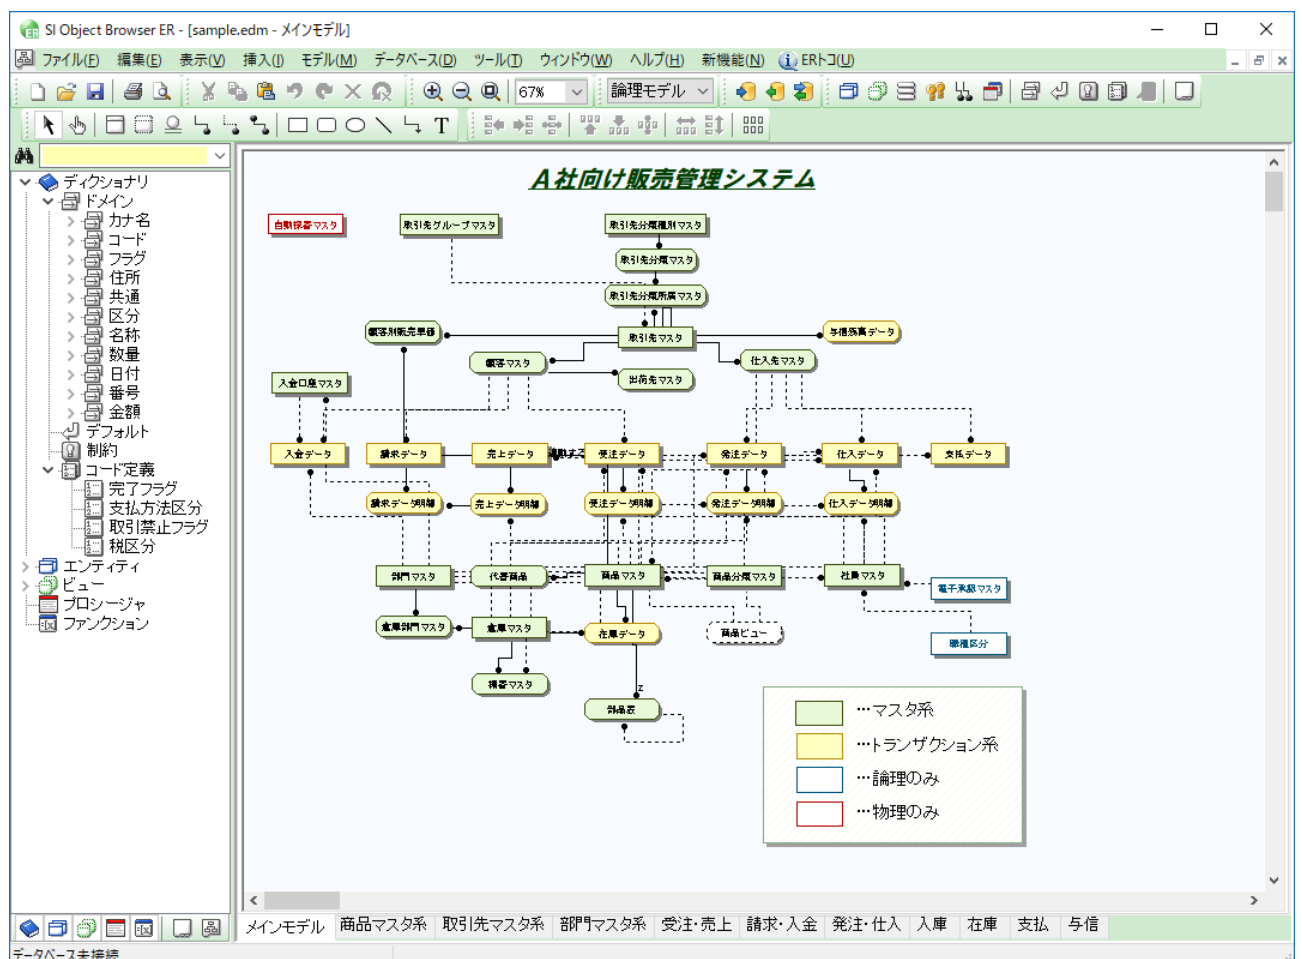 SI Object Browser ER - [sample.edm - メインモデル]
ファイル(F) 編集(E) 表示(V) 挿入(I) モデル(M) データベース(D) ツール(T) ウィンドウ(W) ヘルプ(H) 新機能(N) ERトコ(U)
67% 論理モデル
T
ディクショナリ
ドメイン
カナ名
コード
フラグ
住所
共通
区分
名称
数量
日付
番号
金額
デフォルト
制約
コード定義
完了フラグ
支払方法区分
取引禁止フラグ
税区分
エンティティ
ビュー
プロシージャ
ファンクション
A社向け販売管理システム
自動採番マスタ 取引先グループマスタ 取引先分類種別マスタ
取引先分類マスタ
取引先分類所属マスタ
顧客別販売単価 取引先マスタ 与信残高データ
顧客マスタ 仕入先マスタ
入金口座マスタ 出荷先マスタ
入金データ 請求データ 売上データ 受注データ 発注データ 仕入データ 支払データ
請求データ明細 売上データ明細 受注データ明細 発注データ明細 仕入データ明細
部門マスタ 代替商品 商品マスタ 商品分類マスタ 社員マスタ
電子承認マスタ
倉庫部門マスタ 倉庫マスタ 在庫データ 商品ビュー
職種区分
棚番マスタ
Z
部品表
…マスタ系
…トランザクション系
…論理のみ
…物理のみ
メインモデル 商品マスタ系 取引先マスタ系 部門マスタ系 受注・売上 請求・入金 発注・仕入 入庫 在庫 支払 与信
データベース未接続